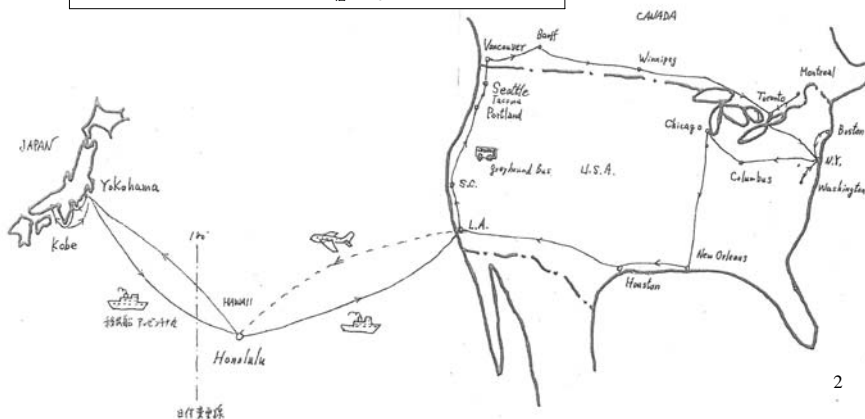 CANADA
Vancouver
Banff
Winnipeg
Montreal
Toronto
Seattle
Tacoma
Portland
Chicago
Boston
JAPAN
greyhound Bus
U.S.A.
N.Y.
Columbus
Washington
YoKohama
S.C.
Kobe
180°
L.A.
New Orleans
HAWAII
Houston
Honolulu
2
日付変更線